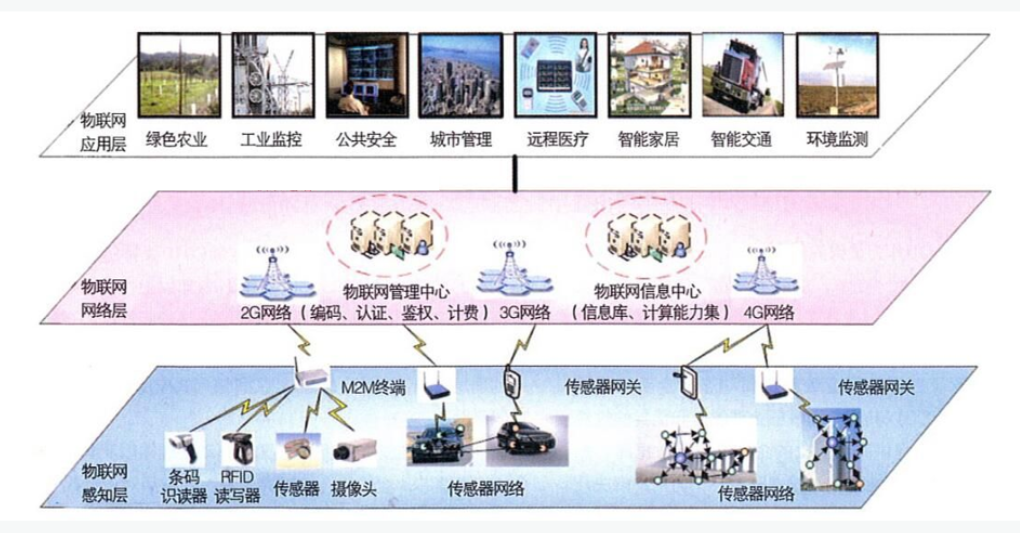 物联网
应用层
绿色农业 工业监控 公共安全 城市管理 远程医疗 智能家居 智能交通 环境监测
物联网
网络层
物联网管理中心 物联网信息中心
2G网络（编码、认证、鉴权、计费）3G网络 （信息库、计算能力集）4G网络
M2M终端 传感器网关 传感器网关
物联网
感知层
条码
识读器
RFID
读写器
传感器 摄像头 传感器网络 传感器网络